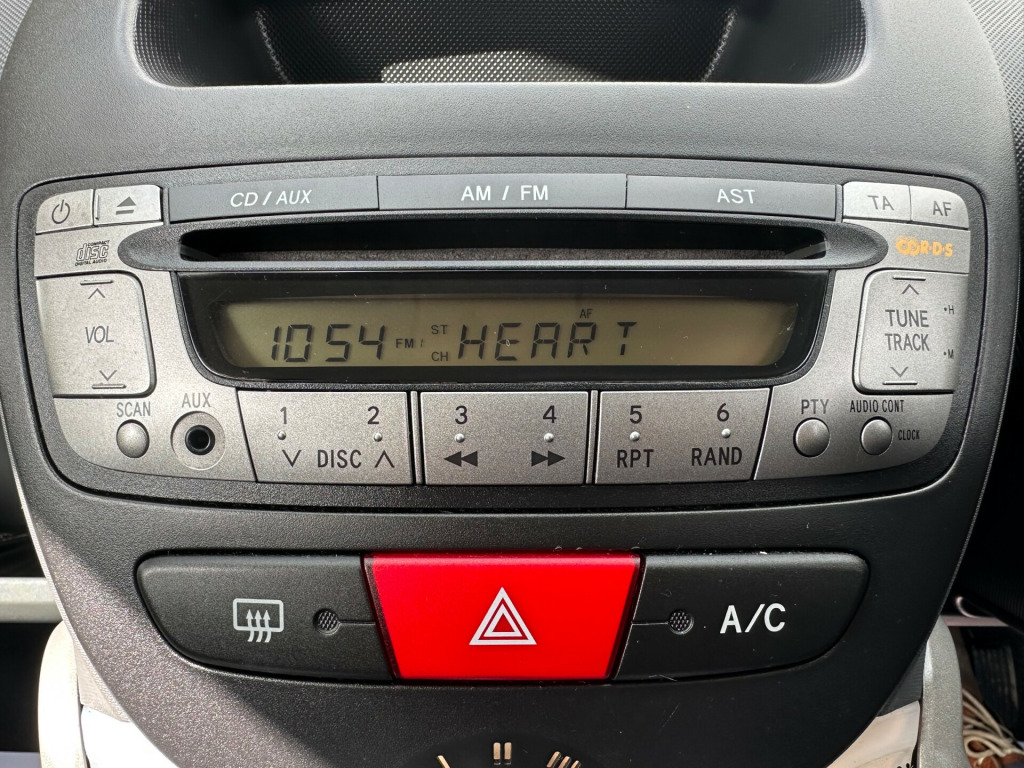 CD / AUX AM / FM AST TA AF
COMPACT disc DIGITAL AUDIO
R·D·S
VOL
1054 FM ST CH AF HEART
TUNE TRACK
•H
•M
SCAN AUX
1 2 3 4 5 6
DISC RPT RAND
PTY AUDIO CONT
CLOCK
A/C